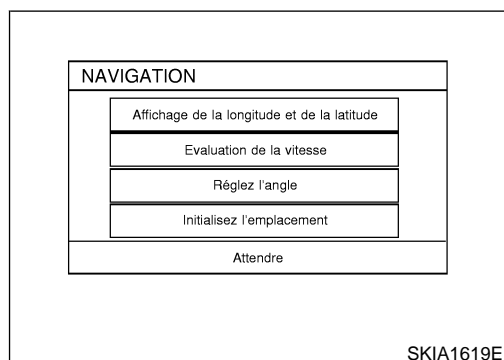 NAVIGATION
Affichage de la longitude et de la latitude
Evaluation de la vitesse
Réglez l'angle
Initialisez l'emplacement
Attendre
SKIA1619E